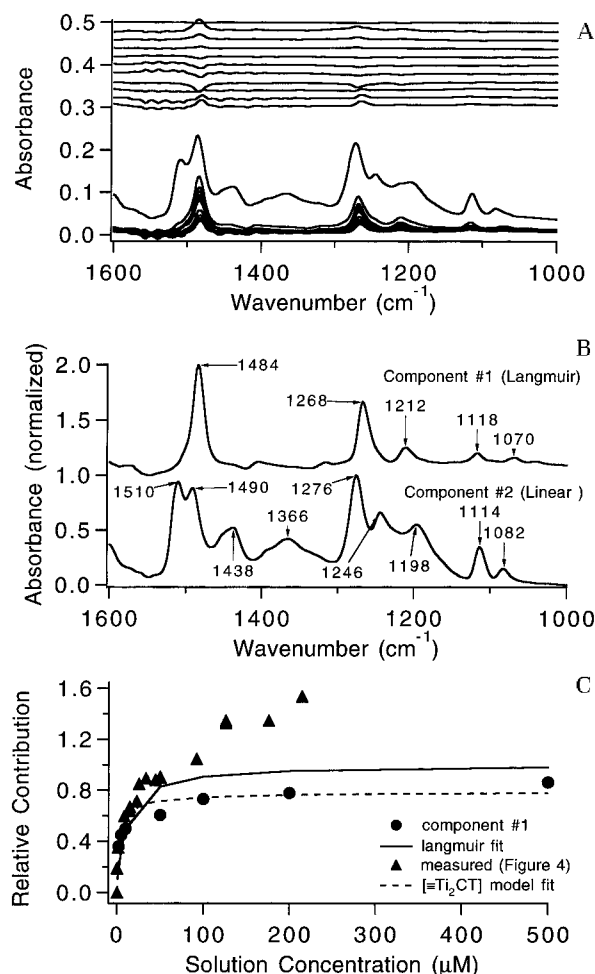 A
Absorbance
0.5
0.4
0.3
0.2
0.1
0.0
1600 1400 1200 1000
Wavenumber (cm-1)
B
Absorbance (normalized)
2.0
1.5
1.0
0.5
0.0
1484
Component #1 (Langmuir)
1268
1212
1118
1070
1510
1490
1276
Component #2 (Linear )
1114
1082
1438
1366
1246
1198
1600 1400 1200 1000
Wavenumber (cm-1)
C
Relative Contribution
1.6
1.2
0.8
0.4
0.0
component #1
langmuir fit
measured (Figure 4)
[≡Ti2CT] model fit
0 100 200 300 400 500
Solution Concentration (μM)